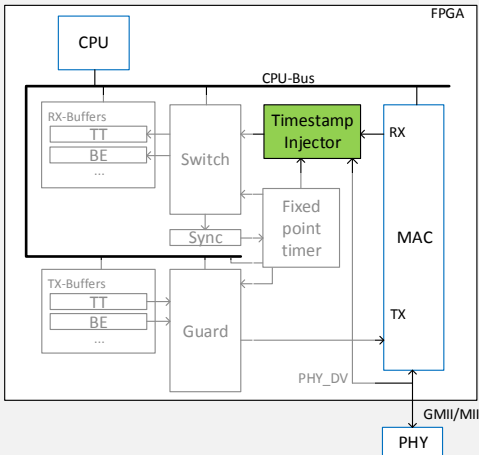 FPGA
CPU
CPU-Bus
RX-Buffers
TT
BE
...
Switch
Timestamp
Injector
RX
Sync
Fixed
point
timer
MAC
TX-Buffers
TT
BE
...
Guard
TX
PHY_DV
GMII/MII
PHY